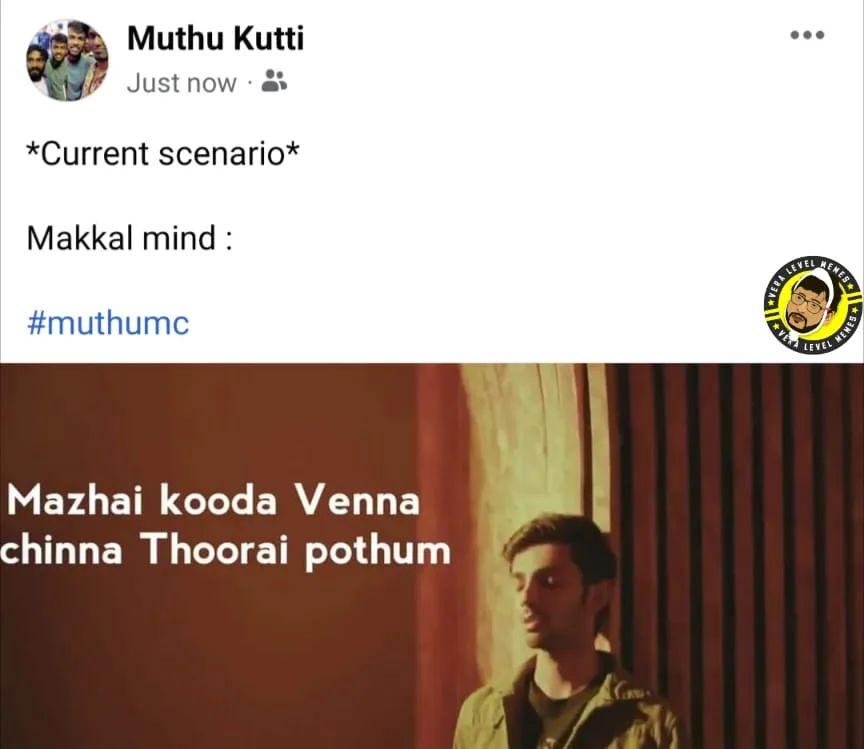 Muthu Kutti
Just now ·
*Current scenario*
Makkal mind :
#muthumc
VERA LEVEL MEMES
VERA LEVEL MEMES
Mazhai kooda Venna
chinna Thoorai pothum